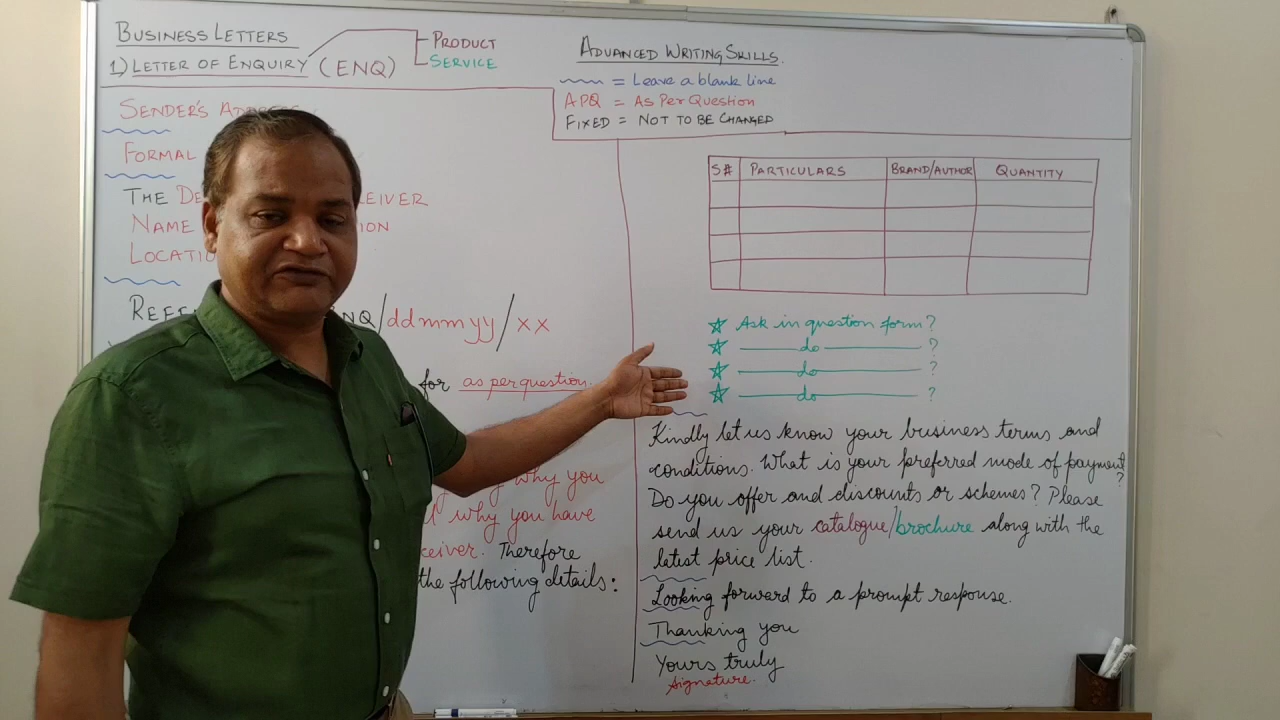 BUSINESS LETTERS
1) LETTER OF ENQUIRY (ENQ)
PRODUCT
SERVICE
ADVANCED WRITING SKILLS.
= Leave a blank line
APQ = AS PER QUESTION
FIXED = NOT TO BE CHANGED
SENDER'S ADDRESS
FORMAL
THE DE EIVER
NAME ION
LOCATIO
REFE NQ/ddmmyy/xx
for as per question.
why you
why you have
ceiver. Therefore
the following details:
S# PARTICULARS BRAND/AUTHOR QUANTITY
☆ Ask in question form?
☆ ——do——?
☆ ——do——?
☆ ——do——?
Kindly let us know your business terms and
conditions. What is your preferred mode of payment?
Do you offer and discounts or schemes? Please
send us your catalogue/brochure along with the
latest price list.
Looking forward to a prompt response.
Thanking you
Yours truly
Signature.